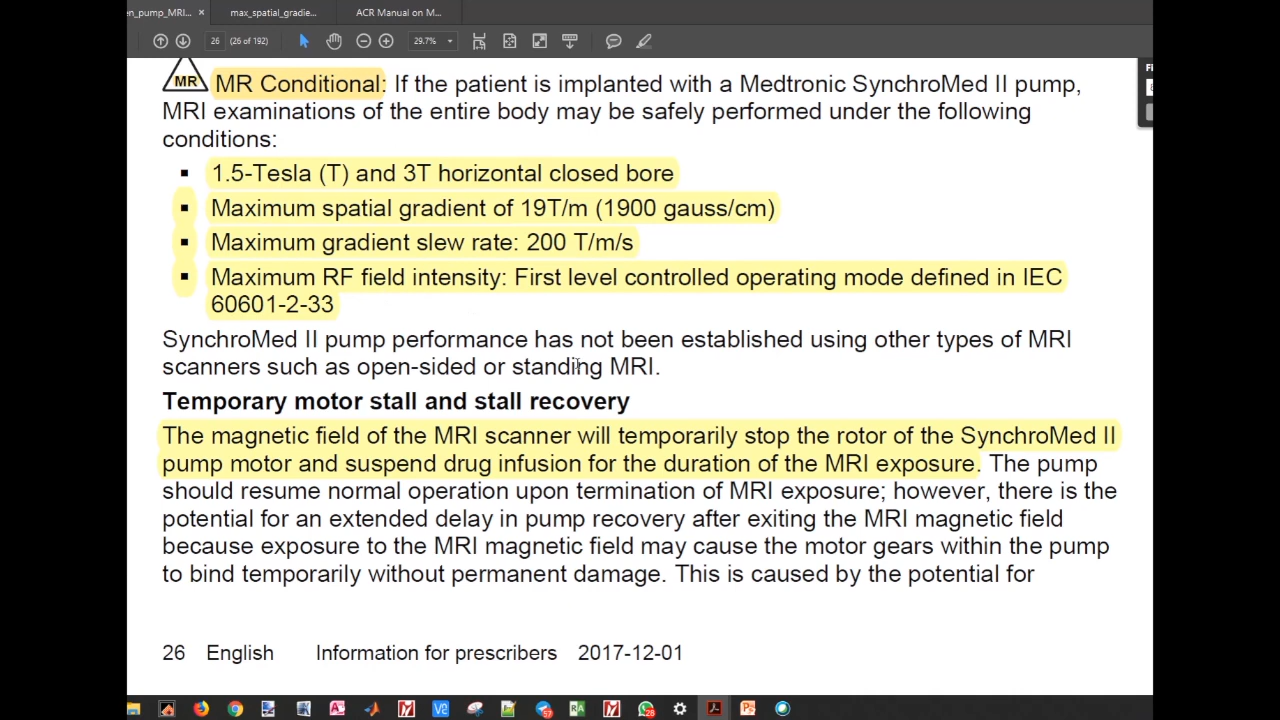 en_pump_MRI... × max_spatial_gradie... ACR Manual on M...
26 (26 of 192) 29.7%
MR MR Conditional: If the patient is implanted with a Medtronic SynchroMed II pump,
MRI examinations of the entire body may be safely performed under the following
conditions:
▪ 1.5-Tesla (T) and 3T horizontal closed bore
▪ Maximum spatial gradient of 19T/m (1900 gauss/cm)
▪ Maximum gradient slew rate: 200 T/m/s
▪ Maximum RF field intensity: First level controlled operating mode defined in IEC
60601-2-33
SynchroMed II pump performance has not been established using other types of MRI
scanners such as open-sided or standing MRI.
Temporary motor stall and stall recovery
The magnetic field of the MRI scanner will temporarily stop the rotor of the SynchroMed II
pump motor and suspend drug infusion for the duration of the MRI exposure. The pump
should resume normal operation upon termination of MRI exposure; however, there is the
potential for an extended delay in pump recovery after exiting the MRI magnetic field
because exposure to the MRI magnetic field may cause the motor gears within the pump
to bind temporarily without permanent damage. This is caused by the potential for
26 English Information for prescribers 2017-12-01